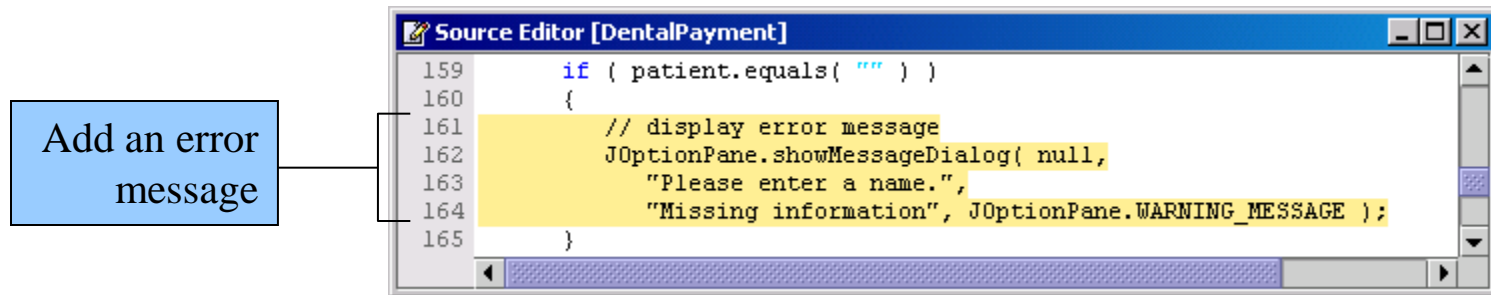 Source Editor [DentalPayment]
Add an error
message
159 if ( patient.equals( "" ) )
160 {
161 // display error message
162 JOptionPane.showMessageDialog( null,
163 "Please enter a name.",
164 "Missing information", JOptionPane.WARNING_MESSAGE );
165 }